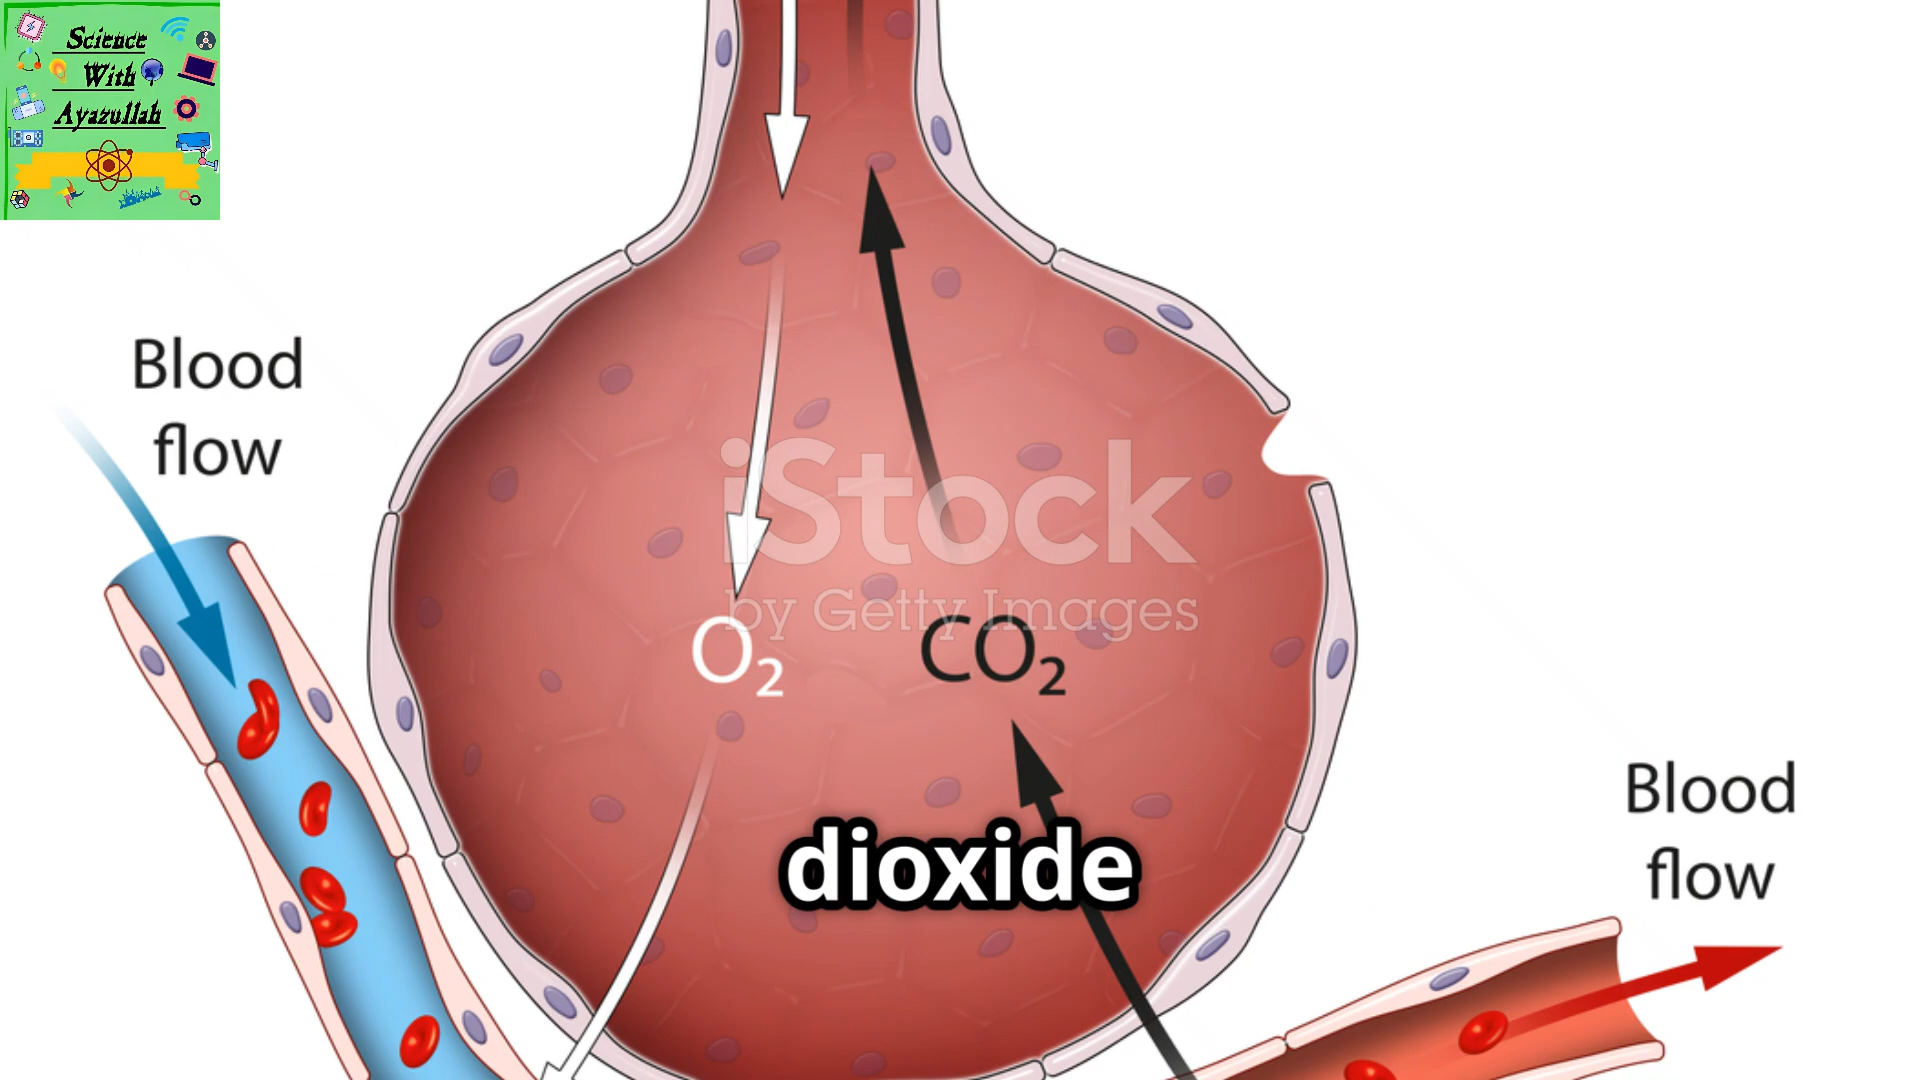 Science
With
Ayazullah
Blood
flow
iStock
by Getty Images
O₂
CO₂
dioxide
Blood
flow